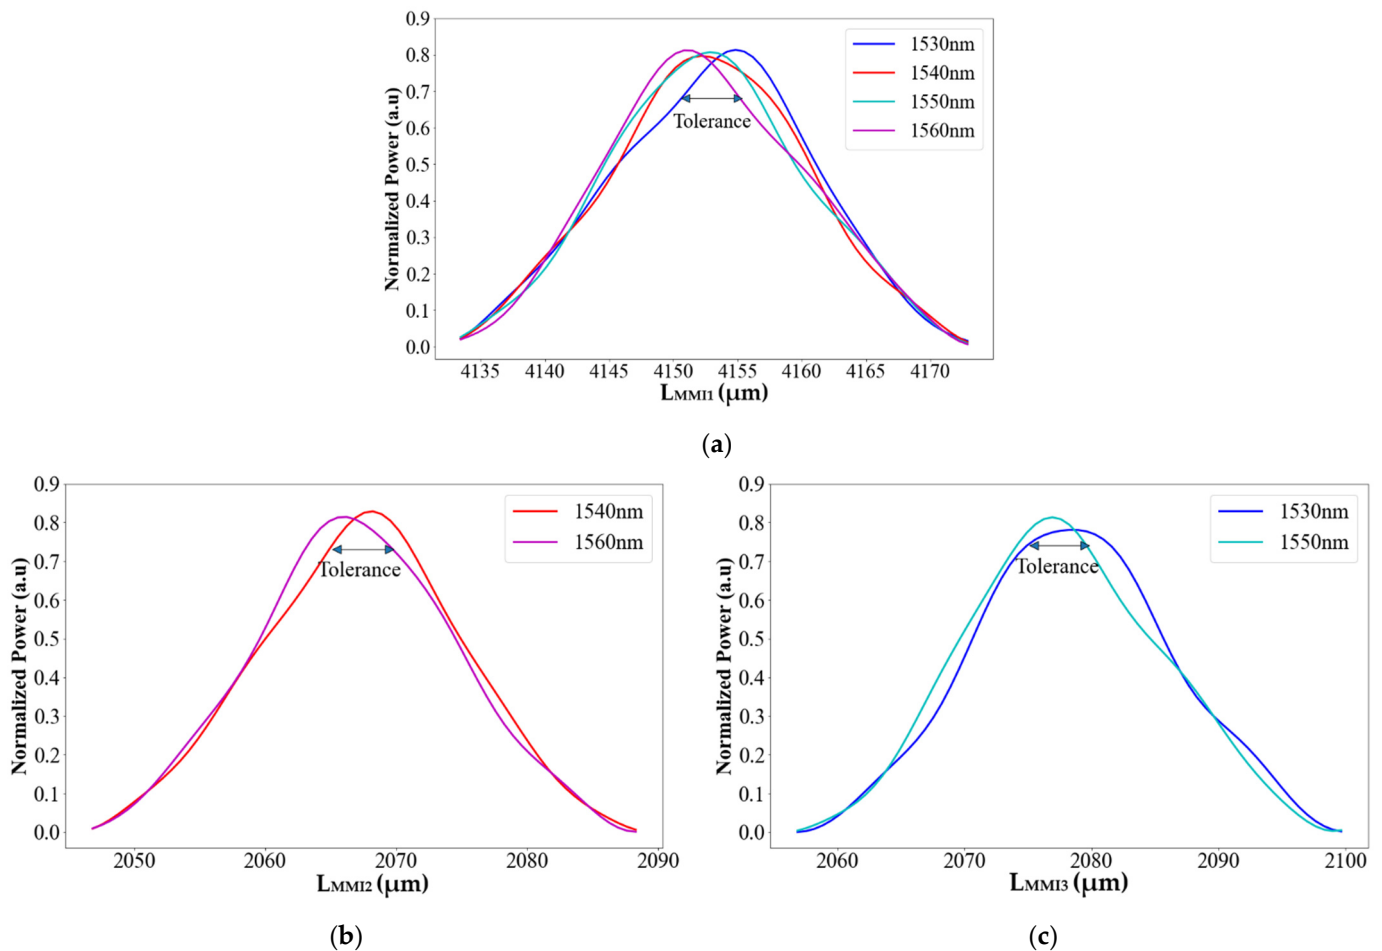 0.9
0.8
0.7
0.6
0.5
0.4
0.3
0.2
0.1
0.0
Normalized Power (a.u)
1530nm
1540nm
1550nm
1560nm
Tolerance
4135 4140 4145 4150 4155 4160 4165 4170
LMMI1 (μm)
(a)
0.9
0.8
0.7
0.6
0.5
0.4
0.3
0.2
0.1
0.0
Normalized Power (a.u)
1540nm
1560nm
Tolerance
2050 2060 2070 2080 2090
LMMI2 (μm)
(b)
0.9
0.8
0.7
0.6
0.5
0.4
0.3
0.2
0.1
0.0
Normalized Power (a.u)
1530nm
1550nm
Tolerance
2060 2070 2080 2090 2100
LMMI3 (μm)
(c)